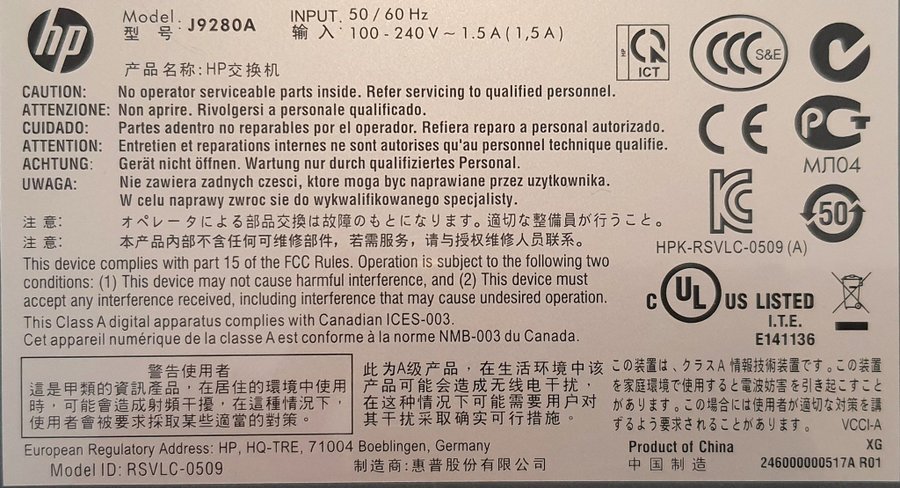 hp
Model
型 号: J9280A
INPUT. 50 / 60 Hz
输 入: 100 - 240 V ~ 1.5 A ( 1,5 A )
产品名称: HP交换机
HP
ICT
CCC S&E
CAUTION: No operator serviceable parts inside. Refer servicing to qualified personnel.
ATTENZIONE: Non aprire. Rivolgersi a personale qualificado.
CUIDADO: Partes adentro no reparables por el operador. Refiera reparo a personal autorizado.
ATTENTION: Entretien et reparations internes ne sont autorises qu'au personnel technique qualifie.
ACHTUNG: Gerät nicht öffnen. Wartung nur durch qualifiziertes Personal.
UWAGA: Nie zawiera zadnych czesci, ktore moga byc naprawiane przez uzytkownika.
W celu naprawy zwroc sie do wykwalifikowanego specjalisty.
注 意: オペレータによる部品交換は故障のもとになります。適切な整備員が行うこと。
注 意: 本产品内部不含任何可维修部件，若需服务，请与授权维修人员联系。
CE
МЛ04
50
HPK-RSVLC-0509 (A)
This device complies with part 15 of the FCC Rules. Operation is subject to the following two
conditions: (1) This device may not cause harmful interference, and (2) This device must
accept any interference received, including interference that may cause undesired operation.
This Class A digital apparatus complies with Canadian ICES-003.
Cet appareil numérique de la classe A est conforme à la norme NMB-003 du Canada.
C UL US LISTED
I.T.E.
E141136
警告使用者
這是甲類的資訊產品，在居住的環境中使用
時，可能會造成射頻干擾，在這種情況下，
使用者會被要求採取某些適當的對策。
此为A级产品，在生活环境中该
产品可能会造成无线电干扰，
在这种情况下可能需要用户对
其干扰采取确实可行措施。
この装置は、クラスA 情報技術装置です。この装置
を家庭環境で使用すると電波妨害を引き起こすこと
があります。この場合には使用者が適切な対策を講
ずるよう要求されることがあります。 VCCI-A
European Regulatory Address: HP, HQ-TRE, 71004 Boeblingen, Germany
Model ID: RSVLC-0509
制造商：惠普股份有限公司
Product of China XG
中 国 制 造 246000000517A R01